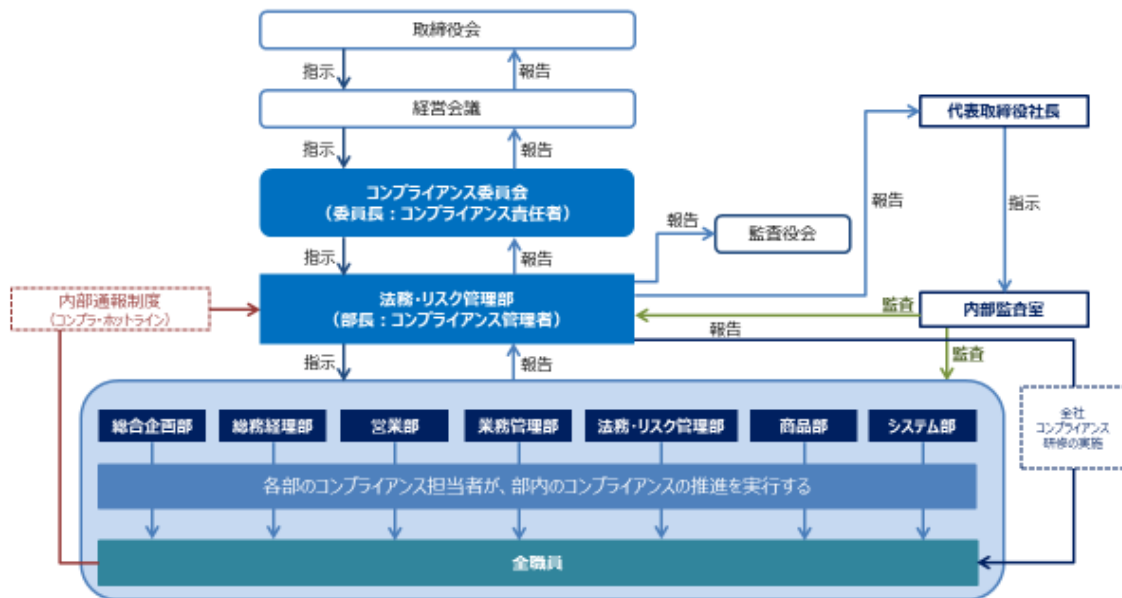 取締役会
指示
報告
経営会議
代表取締役社長
指示
報告
コンプライアンス委員会
(委員長:コンプライアンス責任者)
報告
指示
報告
監査役会
指示
報告
内部通報制度
(コンプラ・ホットライン)
法務・リスク管理部
(部長:コンプライアンス管理者)
監査
内部監査室
報告
指示
報告
監査
総合企画部
総務経理部
営業部
業務管理部
法務・リスク管理部
商品部
システム部
全社
コンプライアンス
研修の実施
各部のコンプライアンス担当者が、部内のコンプライアンスの推進を実行する
全職員